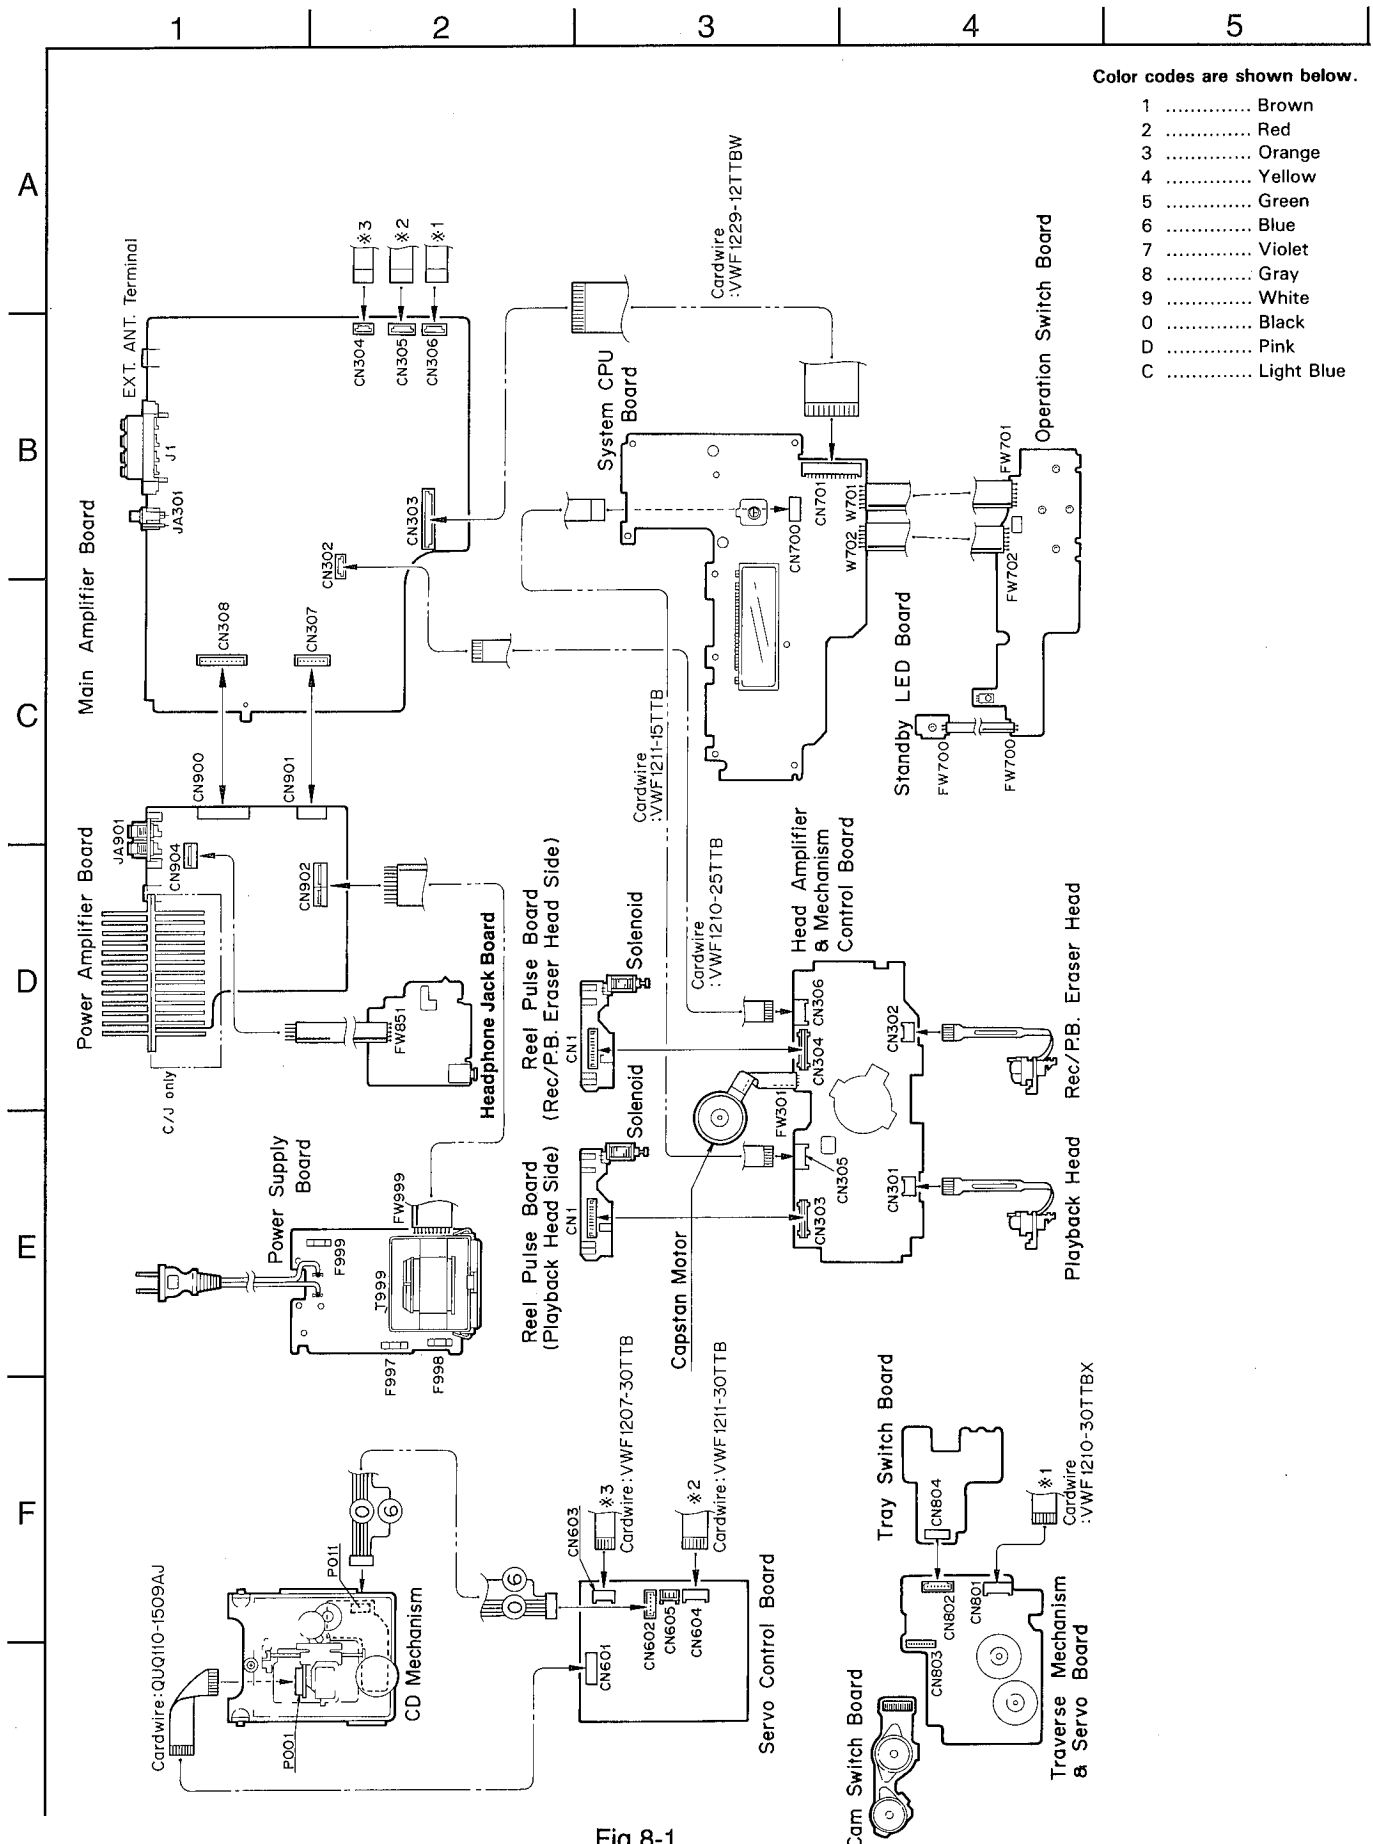 1 2 3 4 5
Color codes are shown below.
1 .............. Brown
2 .............. Red
3 .............. Orange
4 .............. Yellow
5 .............. Green
6 .............. Blue
7 .............. Violet
8 .............. Gray
9 .............. White
0 .............. Black
D .............. Pink
C .............. Light Blue
A
※3
※2
※1
Cardwire
:VWF1229-12TTBW
Operation Switch Board
EXT. ANT. Terminal
CN304
CN305
CN306
System CPU
Board
B
J1
JA301
Main Amplifier Board
CN303
CN302
CN701
CN700
W701
W702
FW701
FW702
CN308
CN307
C
Standby LED Board
FW700
FW700
Cardwire
:VWF1211-15TTB
CN900
CN901
Power Amplifier Board
JA901
CN904
CN902
D
Cardwire
:VWF1210-25TTB
Head Amplifier
& Mechanism
Control Board
Reel Pulse Board
(Rec/P.B. Eraser Head Side)
Solenoid
CN1
CN306
CN304
CN302
Rec/P.B. Eraser Head
FW851
Headphone Jack Board
C/J only
FW301
Solenoid
CN305
CN301
CN303
Playback Head
E
Power Supply
Board
F999
FW999
T999
F997
F998
Reel Pulse Board
(Playback Head Side)
CN1
Capstan Motor
F
Cardwire:QUQ110-1509AJ
P011
0
6
P001
CD Mechanism
6
0
CN603
※3
Cardwire:VWF1207-30TTB
※2
Cardwire:VWF1211-30TTB
CN602
CN605
CN604
CN601
Servo Control Board
Tray Switch Board
CN804
※1
Cardwire
:VWF1210-30TTBX
CN802
CN801
CN803
Traverse Mechanism
& Servo Board
Cam Switch Board
Fig 8-1